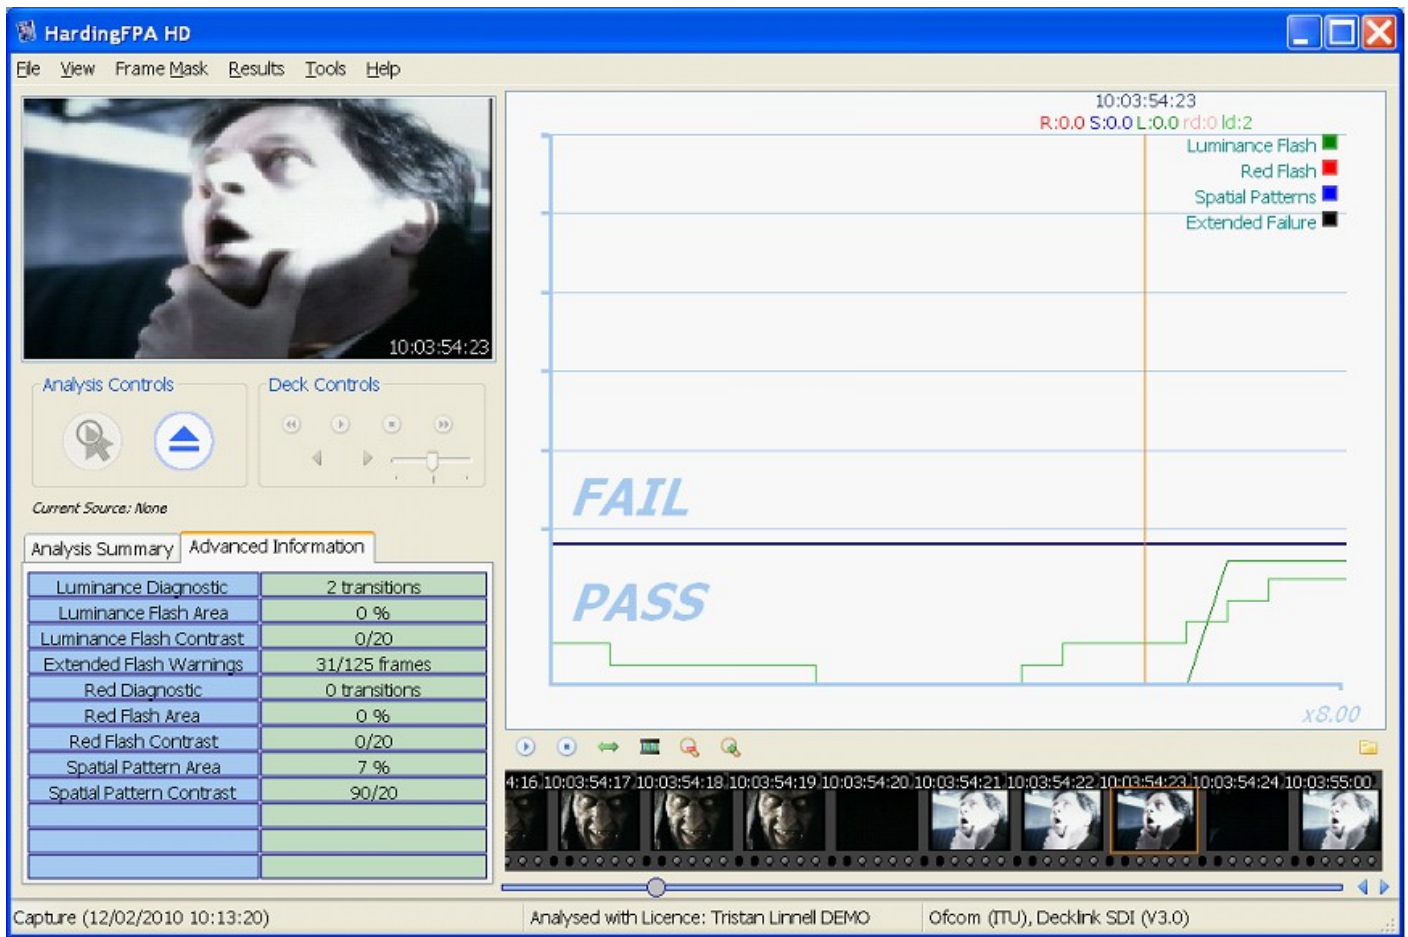 HardingFPA HD
File View Frame Mask Results Tools Help
10:03:54:23
10:03:54:23
R:0.0 S:0.0 L:0.0 rd:0 ld:2
Luminance Flash
Red Flash
Spatial Patterns
Extended Failure
FAIL
PASS
x8.00
Analysis Controls
Deck Controls
Current Source: None
Analysis Summary Advanced Information
Luminance Diagnostic 2 transitions
Luminance Flash Area 0 %
Luminance Flash Contrast 0/20
Extended Flash Warnings 31/125 frames
Red Diagnostic 0 transitions
Red Flash Area 0 %
Red Flash Contrast 0/20
Spatial Pattern Area 7 %
Spatial Pattern Contrast 90/20
4:16 10:03:54:17 10:03:54:18 10:03:54:19 10:03:54:20 10:03:54:21 10:03:54:22 10:03:54:23 10:03:54:24 10:03:55:00
Capture (12/02/2010 10:13:20) Analysed with Licence: Tristan Linnell DEMO Ofcom (ITU), Decklink SDI (V3.0)